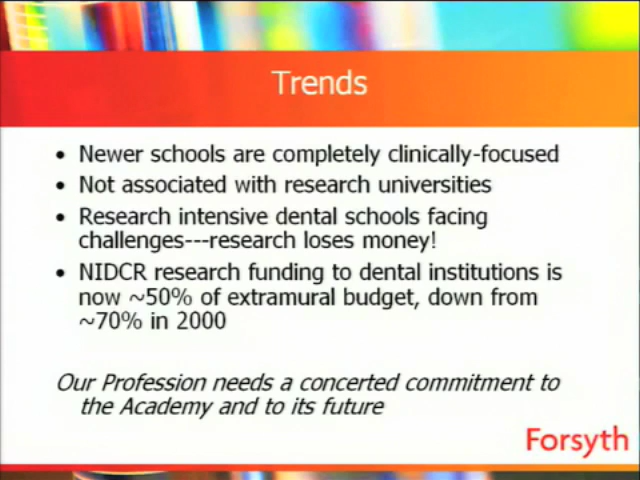 Trends
• Newer schools are completely clinically-focused
• Not associated with research universities
• Research intensive dental schools facing
challenges---research loses money!
• NIDCR research funding to dental institutions is
now ~50% of extramural budget, down from
~70% in 2000
Our Profession needs a concerted commitment to
the Academy and to its future
Forsyth